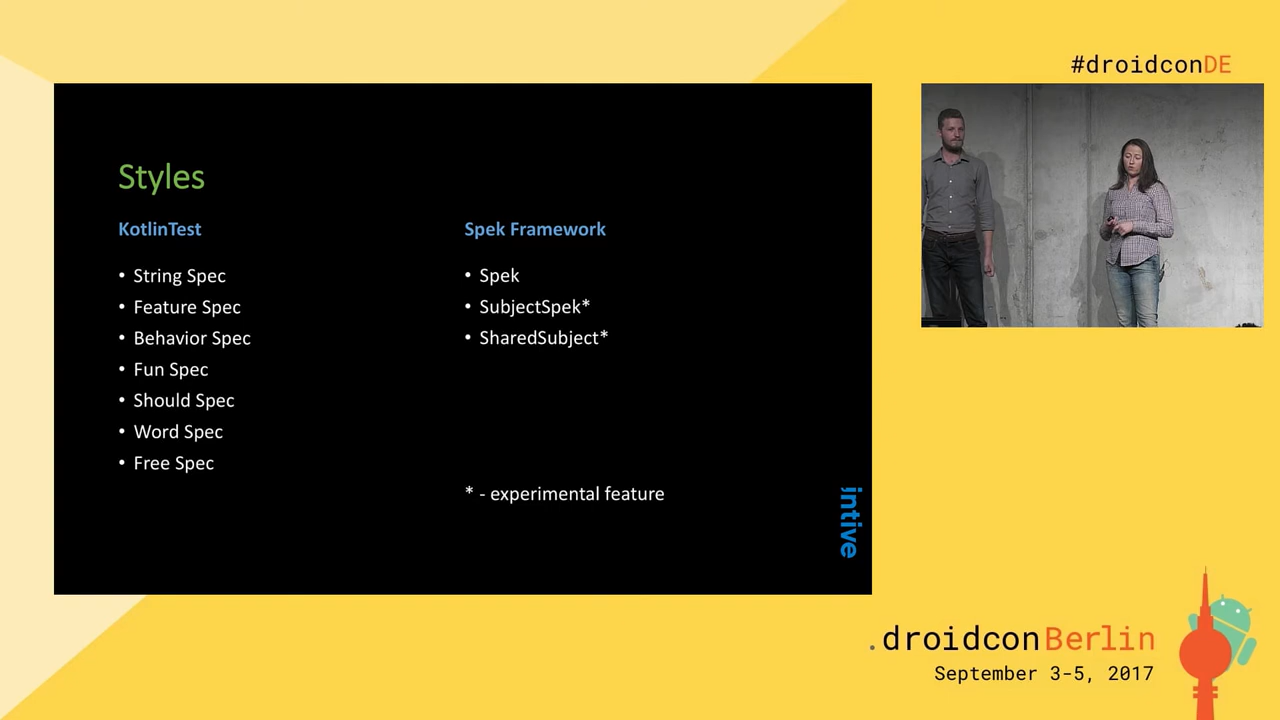 #droidconDE
Styles
KotlinTest
• String Spec
• Feature Spec
• Behavior Spec
• Fun Spec
• Should Spec
• Word Spec
• Free Spec
Spek Framework
• Spek
• SubjectSpek*
• SharedSubject*
* - experimental feature
intive
.droidconBerlin
September 3-5, 2017